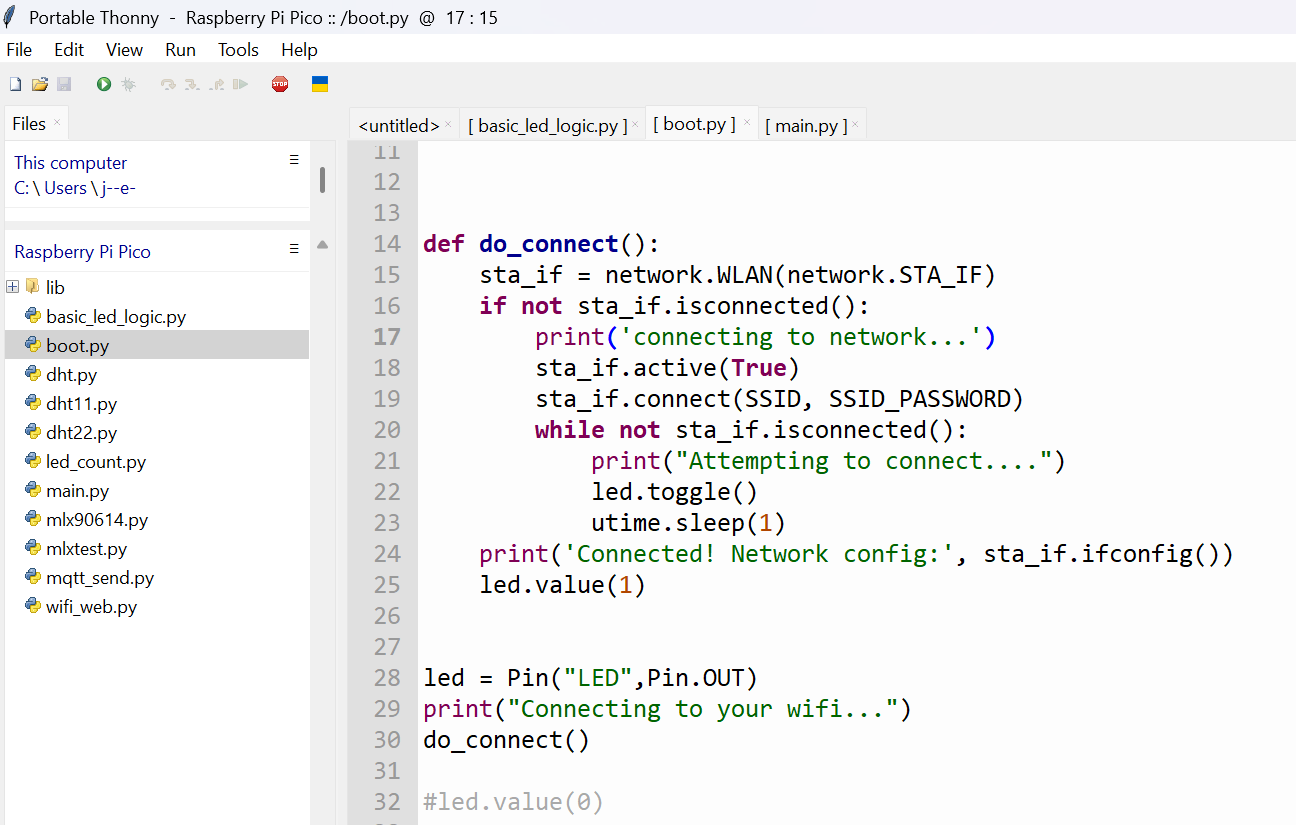 Portable Thonny - Raspberry Pi Pico :: /boot.py @ 17 : 15
File Edit View Run Tools Help
STOP
Files ×
<untitled> × [ basic_led_logic.py ] × [ boot.py ] × [ main.py ] ×
This computer
C: \ Users \ j--e-
Raspberry Pi Pico
lib
basic_led_logic.py
boot.py
dht.py
dht11.py
dht22.py
led_count.py
main.py
mlx90614.py
mlxtest.py
mqtt_send.py
wifi_web.py
11
12
13
14 def do_connect():
15     sta_if = network.WLAN(network.STA_IF)
16     if not sta_if.isconnected():
17         print('connecting to network...')
18         sta_if.active(True)
19         sta_if.connect(SSID, SSID_PASSWORD)
20         while not sta_if.isconnected():
21             print("Attempting to connect....")
22             led.toggle()
23             utime.sleep(1)
24     print('Connected! Network config:', sta_if.ifconfig())
25     led.value(1)
26
27
28 led = Pin("LED",Pin.OUT)
29 print("Connecting to your wifi...")
30 do_connect()
31
32 #led.value(0)